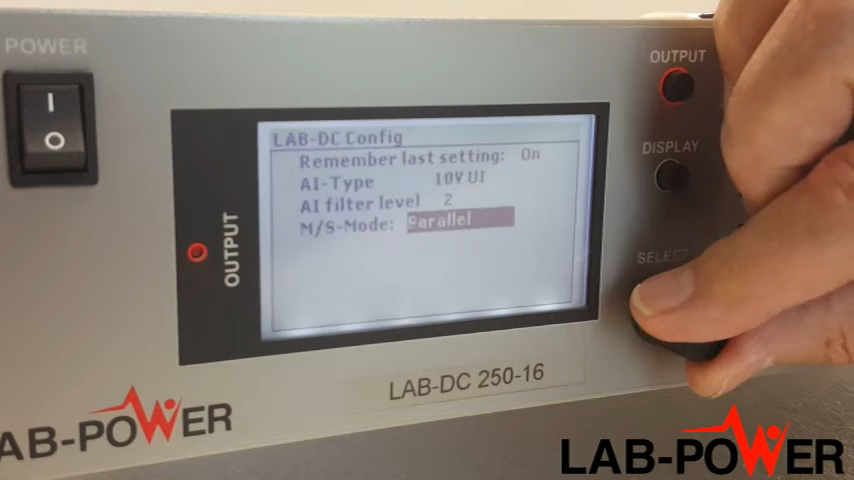 POWER
OUTPUT
LAB-DC Config
Remember last setting: On
AI-Type 10V UI
AI filter level 2
M/S-Mode: Parallel
DISPLAY
OUTPUT
SELECT
LAB-DC 250-16
AB-POWER
LAB-POWER